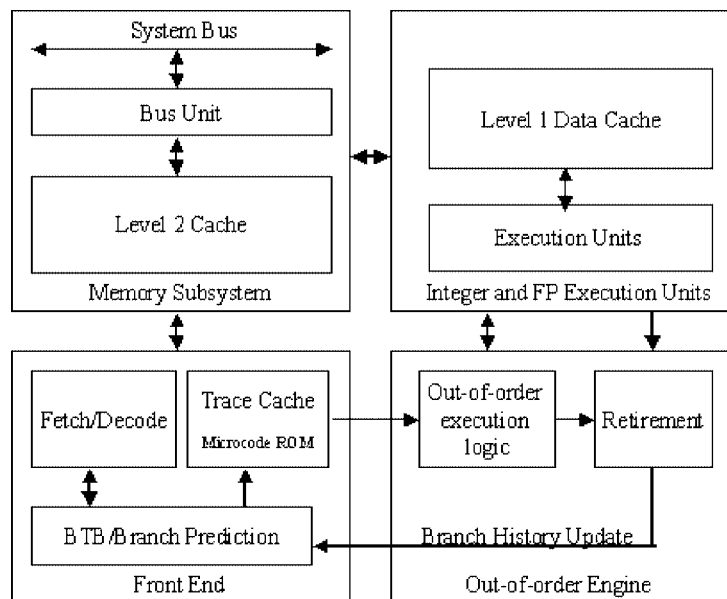 System Bus
Bus Unit
Level 2 Cache
Memory Subsystem
Level 1 Data Cache
Execution Units
Integer and FP Execution Units
Fetch/Decode
Trace Cache
Microcode ROM
BTB/Branch Prediction
Front End
Out-of-order
execution
logic
Retirement
Branch History Update
Out-of-order Engine